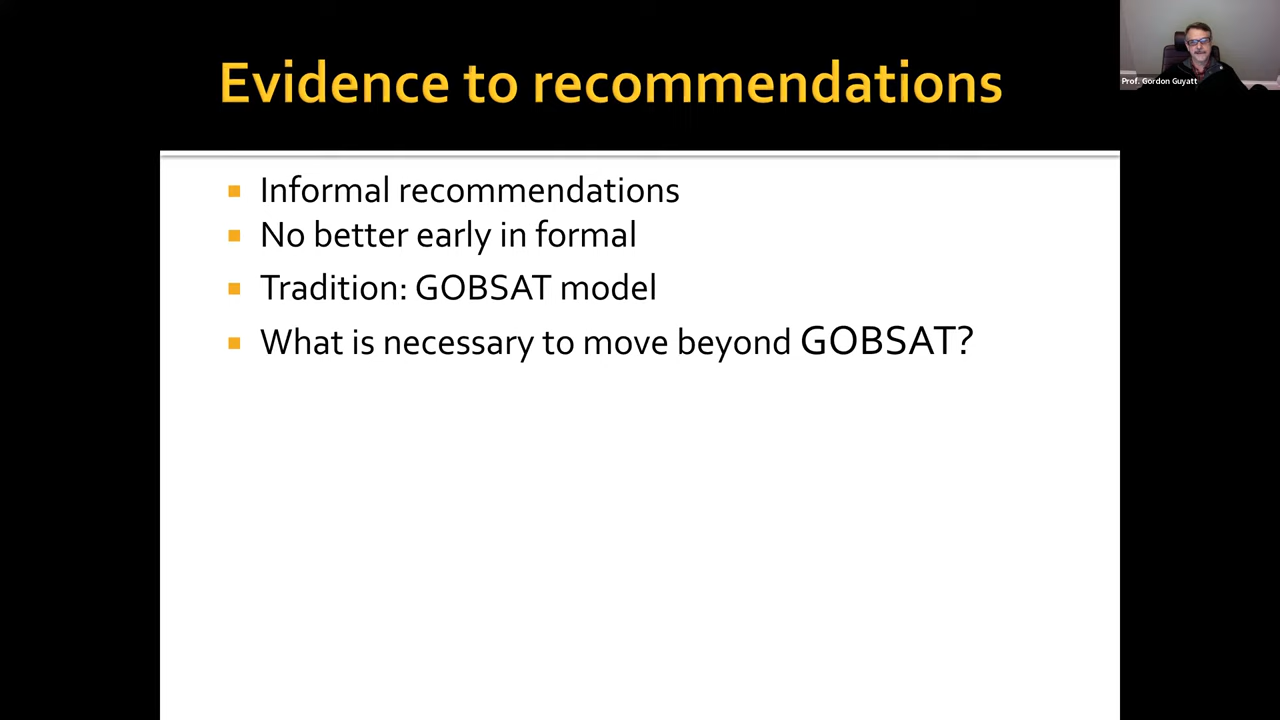 Evidence to recommendations
Prof. Gordon Guyatt
Informal recommendations
No better early in formal
Tradition: GOBSAT model
What is necessary to move beyond GOBSAT?